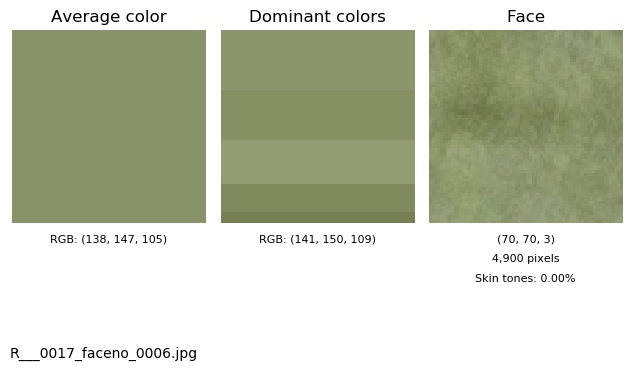 Average color
Dominant colors
Face
RGB: (138, 147, 105)
RGB: (141, 150, 109)
(70, 70, 3)
4,900 pixels
Skin tones: 0.00%
R___0017_faceno_0006.jpg